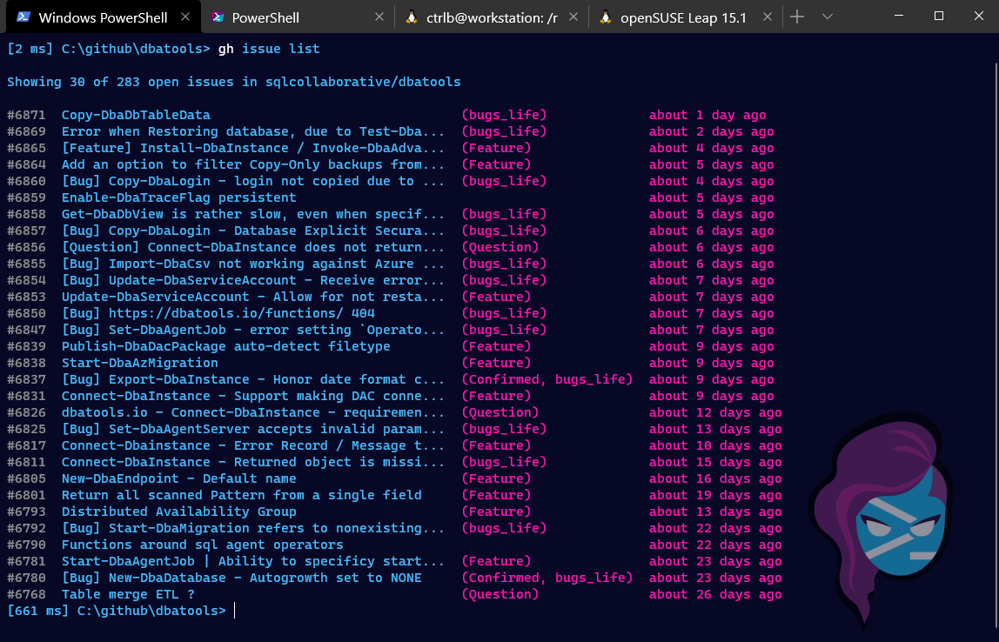 Windows PowerShell
PowerShell
ctrlb@workstation: /r
openSUSE Leap 15.1
[2 ms] C:\github\dbatools> gh issue list
Showing 30 of 283 open issues in sqlcollaborative/dbatools
#6871 Copy-DbaDbTableData (bugs_life) about 1 day ago
#6869 Error when Restoring database, due to Test-Dba... (bugs_life) about 2 days ago
#6865 [Feature] Install-DbaInstance / Invoke-DbaAdva... (Feature) about 4 days ago
#6864 Add an option to filter Copy-Only backups from... (Feature) about 5 days ago
#6860 [Bug] Copy-DbaLogin - login not copied due to ... (bugs_life) about 4 days ago
#6859 Enable-DbaTraceFlag persistent about 5 days ago
#6858 Get-DbaDbView is rather slow, even when specif... (bugs_life) about 5 days ago
#6857 [Bug] Copy-DbaLogin - Database Explicit Secura... (bugs_life) about 6 days ago
#6856 [Question] Connect-DbaInstance does not return... (Question) about 6 days ago
#6855 [Bug] Import-DbaCsv not working against Azure ... (bugs_life) about 6 days ago
#6854 [Bug] Update-DbaServiceAccount - Receive error... (bugs_life) about 7 days ago
#6853 Update-DbaServiceAccount - Allow for not resta... (Feature) about 7 days ago
#6850 [Bug] https://dbatools.io/functions/ 404 (bugs_life) about 7 days ago
#6847 [Bug] Set-DbaAgentJob - error setting `Operato... (bugs_life) about 7 days ago
#6839 Publish-DbaDacPackage auto-detect filetype (Feature) about 9 days ago
#6838 Start-DbaAzMigration (Feature) about 9 days ago
#6837 [Bug] Export-DbaInstance - Honor date format c... (Confirmed, bugs_life) about 9 days ago
#6831 Connect-DbaInstance - Support making DAC conne... (Feature) about 9 days ago
#6826 dbatools.io - Connect-DbaInstance - requiremen... (Question) about 12 days ago
#6825 [Bug] Set-DbaAgentServer accepts invalid param... (bugs_life) about 13 days ago
#6817 Connect-Dbainstance - Error Record / Message t... (Feature) about 10 days ago
#6811 Connect-DbaInstance - Returned object is missi... (bugs_life) about 15 days ago
#6805 New-DbaEndpoint - Default name (Feature) about 16 days ago
#6801 Return all scanned Pattern from a single field (Feature) about 19 days ago
#6793 Distributed Availability Group (Feature) about 13 days ago
#6792 [Bug] Start-DbaMigration refers to nonexisting... (bugs_life) about 22 days ago
#6790 Functions around sql agent operators about 22 days ago
#6781 Start-DbaAgentJob | Ability to specificy start... (Feature) about 23 days ago
#6780 [Bug] New-DbaDatabase - Autogrowth set to NONE (Confirmed, bugs_life) about 23 days ago
#6768 Table merge ETL ? (Question) about 26 days ago
[661 ms] C:\github\dbatools>